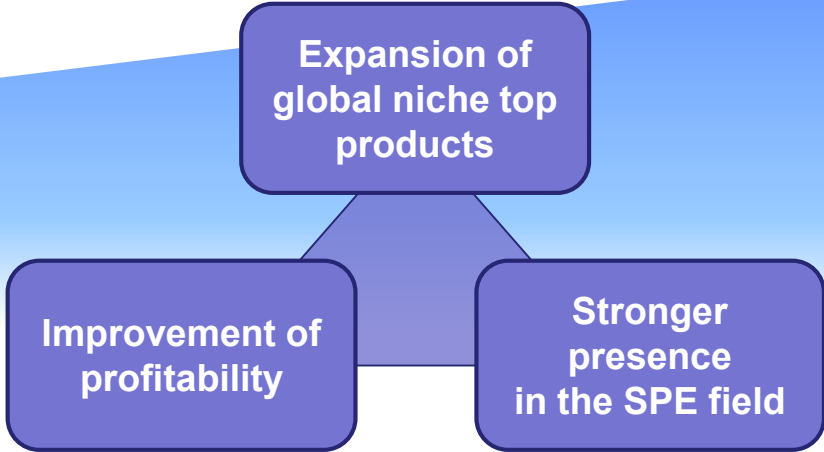 Expansion of
global niche top
products
Improvement of
profitability
Stronger
presence
in the SPE field